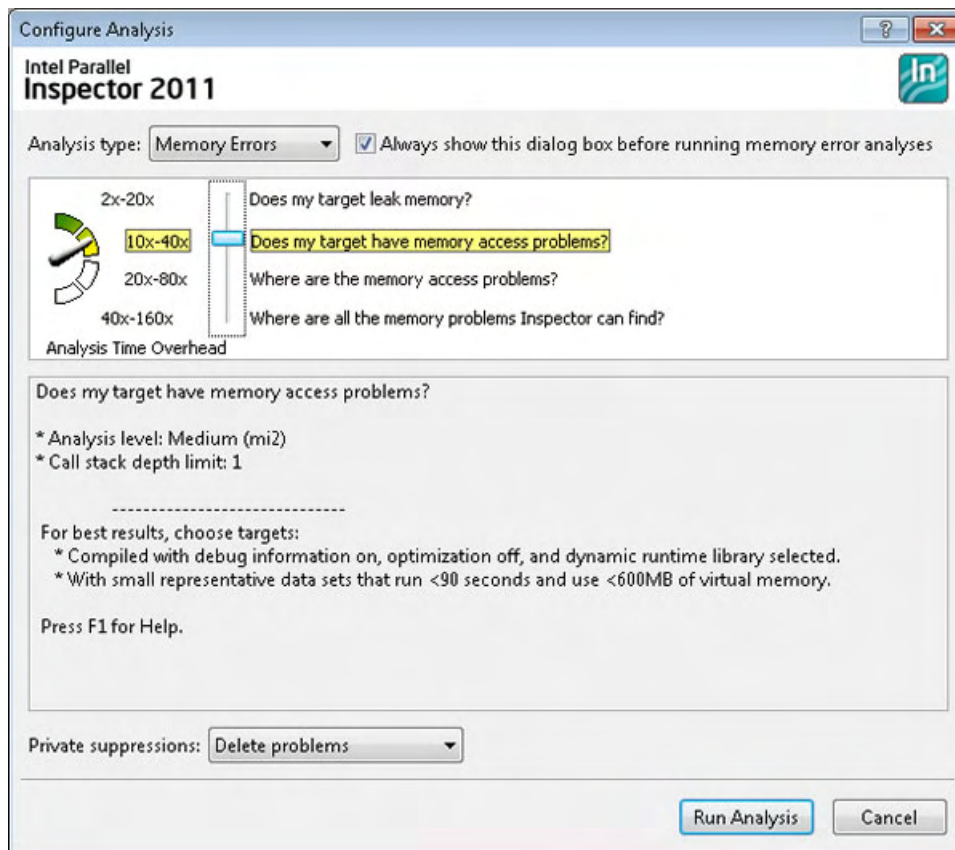 Configure Analysis
Intel Parallel
Inspector 2011
In
Analysis type: Memory Errors Always show this dialog box before running memory error analyses
2x-20x Does my target leak memory?
10x-40x Does my target have memory access problems?
20x-80x Where are the memory access problems?
40x-160x Where are all the memory problems Inspector can find?
Analysis Time Overhead
Does my target have memory access problems?
* Analysis level: Medium (mi2)
* Call stack depth limit: 1
------------------------------
For best results, choose targets:
* Compiled with debug information on, optimization off, and dynamic runtime library selected.
* With small representative data sets that run <90 seconds and use <600MB of virtual memory.
Press F1 for Help.
Private suppressions: Delete problems
Run Analysis Cancel